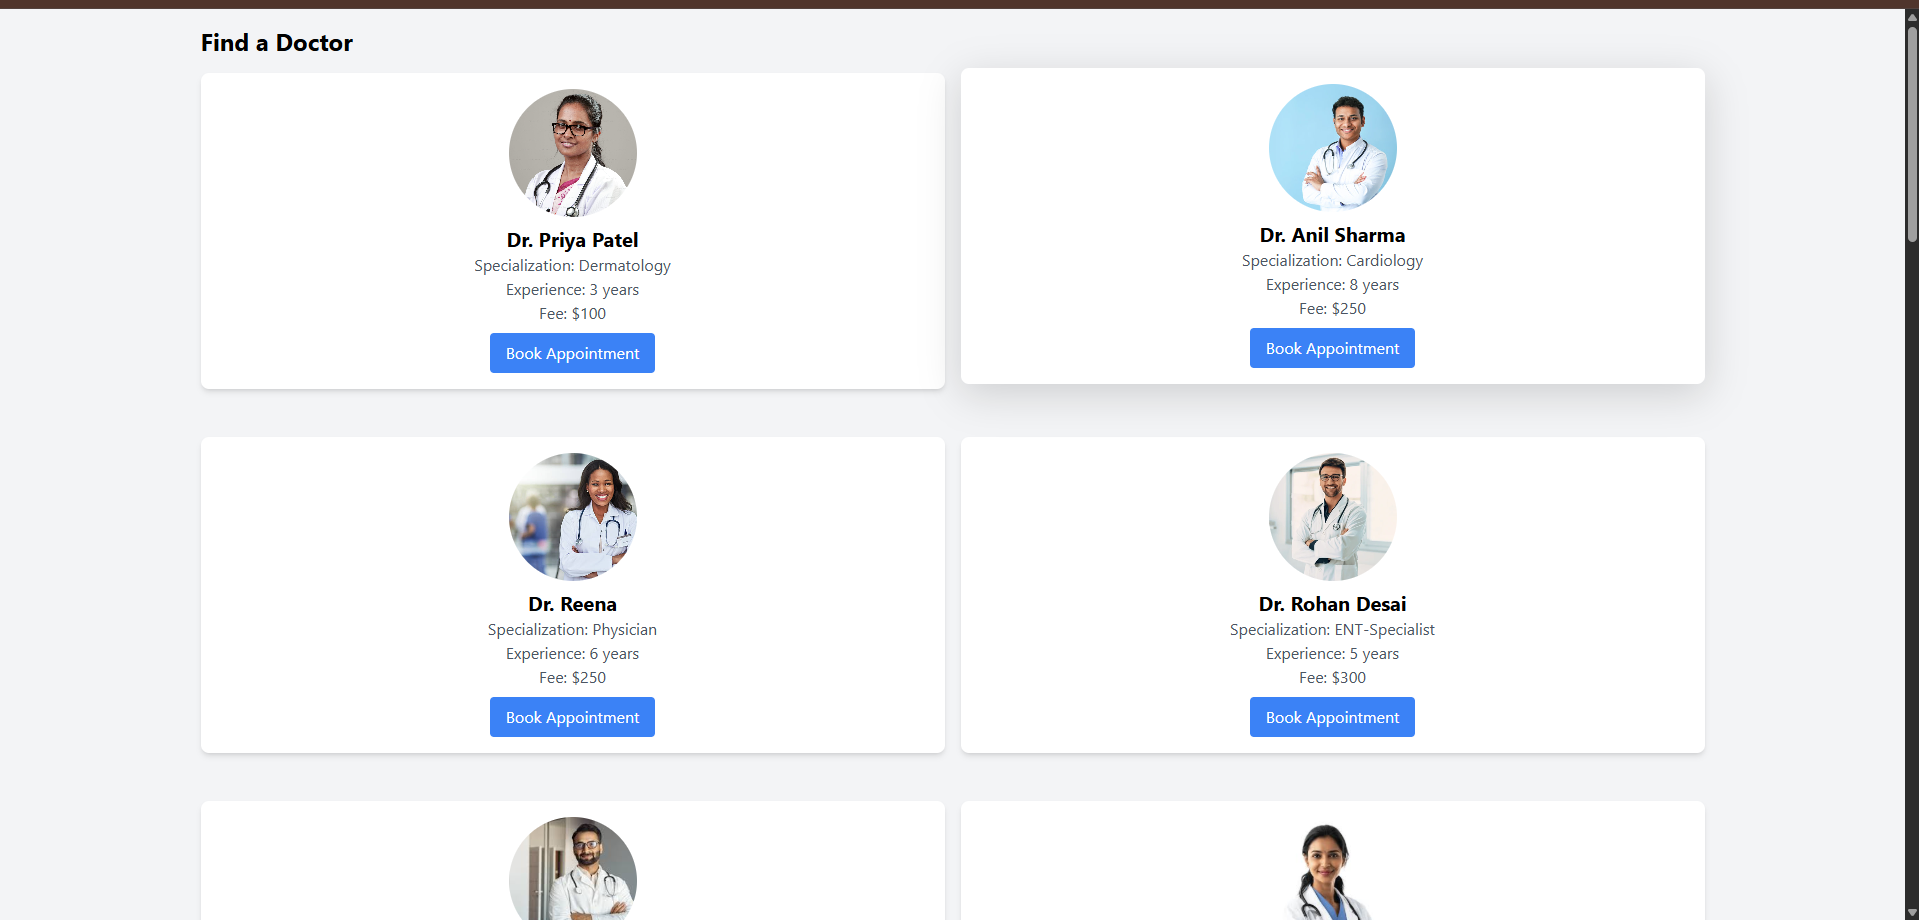 Find a Doctor
Dr. Priya Patel
Specialization: Dermatology
Experience: 3 years
Fee: $100
Book Appointment
Dr. Anil Sharma
Specialization: Cardiology
Experience: 8 years
Fee: $250
Book Appointment
Dr. Reena
Specialization: Physician
Experience: 6 years
Fee: $250
Book Appointment
Dr. Rohan Desai
Specialization: ENT-Specialist
Experience: 5 years
Fee: $300
Book Appointment